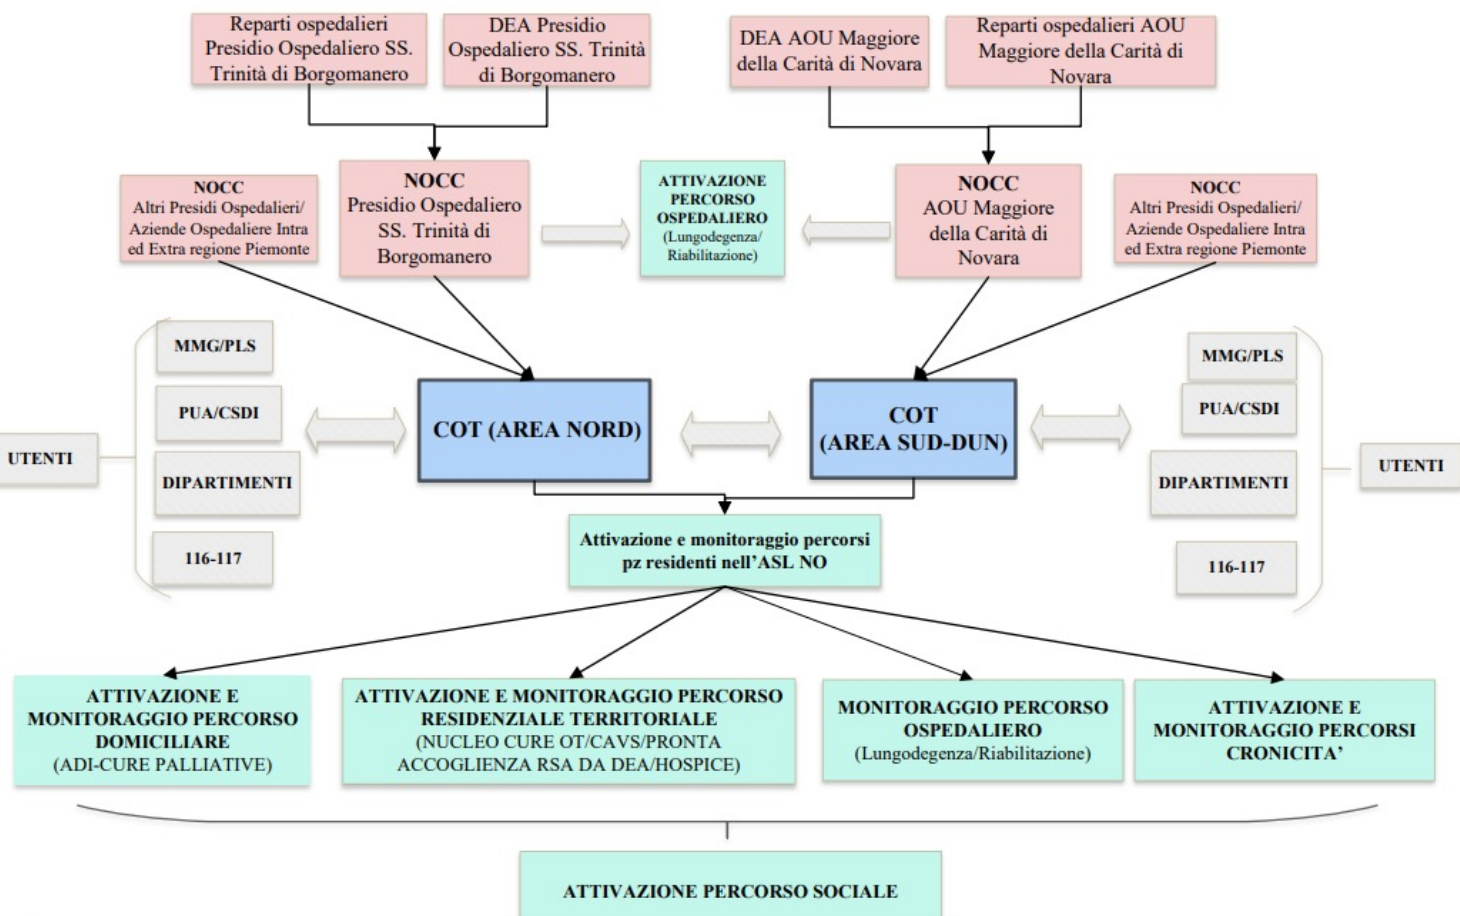 Reparti ospedalieri
Presidio Ospedaliero SS.
Trinità di Borgomanero
DEA Presidio
Ospedaliero SS. Trinità
di Borgomanero
DEA AOU Maggiore
della Carità di Novara
Reparti ospedalieri AOU
Maggiore della Carità di
Novara
NOCC
Altri Presidi Ospedalieri/
Aziende Ospedaliere Intra
ed Extra regione Piemonte
NOCC
Presidio Ospedaliero
SS. Trinità di
Borgomanero
ATTIVAZIONE
PERCORSO
OSPEDALIERO
(Lungodegenza/
Riabilitazione)
NOCC
AOU Maggiore
della Carità di
Novara
NOCC
Altri Presidi Ospedalieri/
Aziende Ospedaliere Intra
ed Extra regione Piemonte
UTENTI
MMG/PLS
PUA/CSDI
DIPARTIMENTI
116-117
COT (AREA NORD)
COT
(AREA SUD-DUN)
MMG/PLS
PUA/CSDI
DIPARTIMENTI
116-117
UTENTI
Attivazione e monitoraggio percorsi
pz residenti nell’ASL NO
ATTIVAZIONE E
MONITORAGGIO PERCORSO
DOMICILIARE
(ADI-CURE PALLIATIVE)
ATTIVAZIONE E MONITORAGGIO PERCORSO
RESIDENZIALE TERRITORIALE
(NUCLEO CURE OT/CAVS/PRONTA
ACCOGLIENZA RSA DA DEA/HOSPICE)
MONITORAGGIO PERCORSO
OSPEDALIERO
(Lungodegenza/Riabilitazione)
ATTIVAZIONE E
MONITORAGGIO PERCORSI
CRONICITA’
ATTIVAZIONE PERCORSO SOCIALE